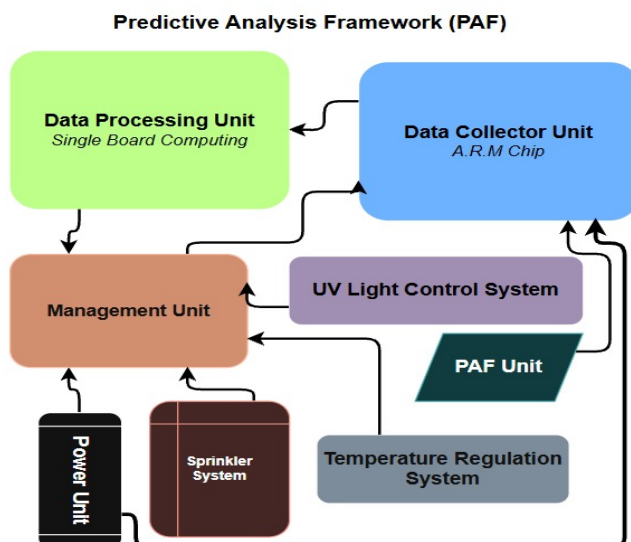 Predictive Analysis Framework (PAF)
Data Processing Unit
Single Board Computing
Data Collector Unit
A.R.M Chip
Management Unit
UV Light Control System
PAF Unit
Power Unit
Sprinkler
System
Temperature Regulation
System